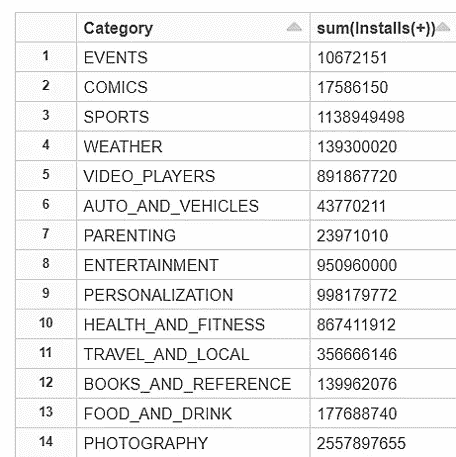 Category sum(Installs(+))
1 EVENTS 10672151
2 COMICS 17586150
3 SPORTS 1138949498
4 WEATHER 139300020
5 VIDEO_PLAYERS 891867720
6 AUTO_AND_VEHICLES 43770211
7 PARENTING 23971010
8 ENTERTAINMENT 950960000
9 PERSONALIZATION 998179772
10 HEALTH_AND_FITNESS 867411912
11 TRAVEL_AND_LOCAL 356666146
12 BOOKS_AND_REFERENCE 139962076
13 FOOD_AND_DRINK 177688740
14 PHOTOGRAPHY 2557897655